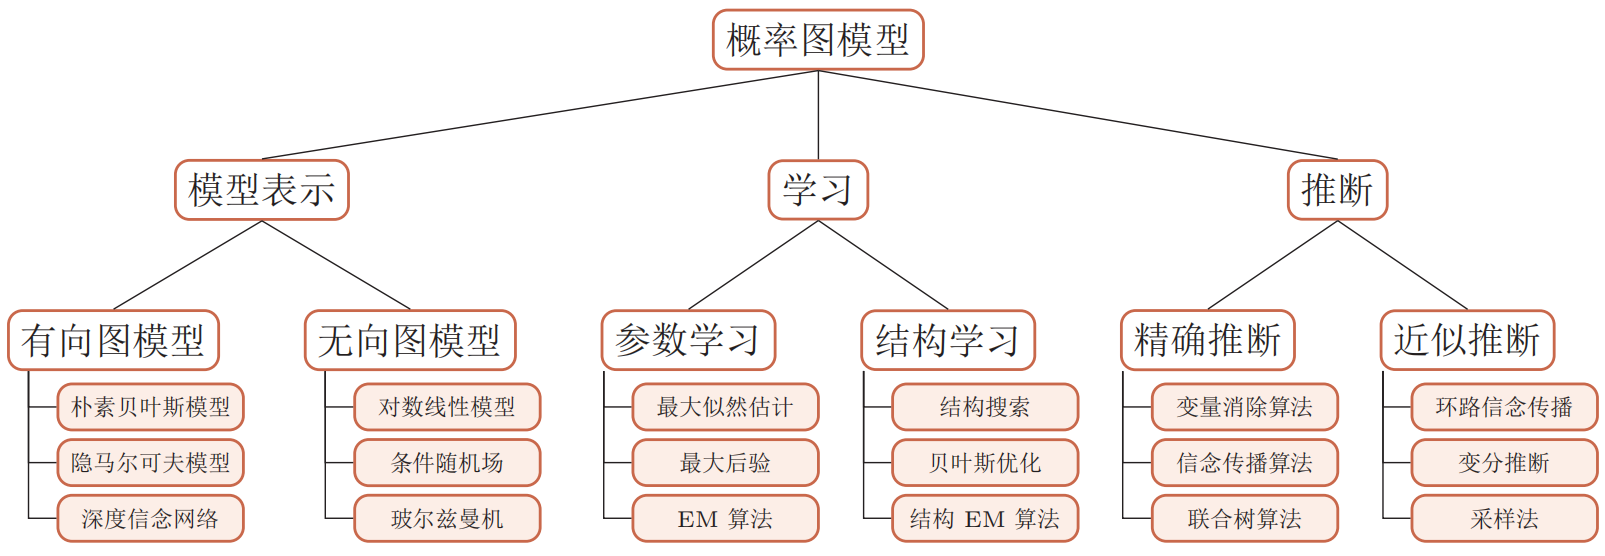 概率图模型
模型表示
学习
推断
有向图模型
无向图模型
参数学习
结构学习
精确推断
近似推断
朴素贝叶斯模型
对数线性模型
最大似然估计
结构搜索
变量消除算法
环路信念传播
隐马尔可夫模型
条件随机场
最大后验
贝叶斯优化
信念传播算法
变分推断
深度信念网络
玻尔兹曼机
EM 算法
结构 EM 算法
联合树算法
采样法